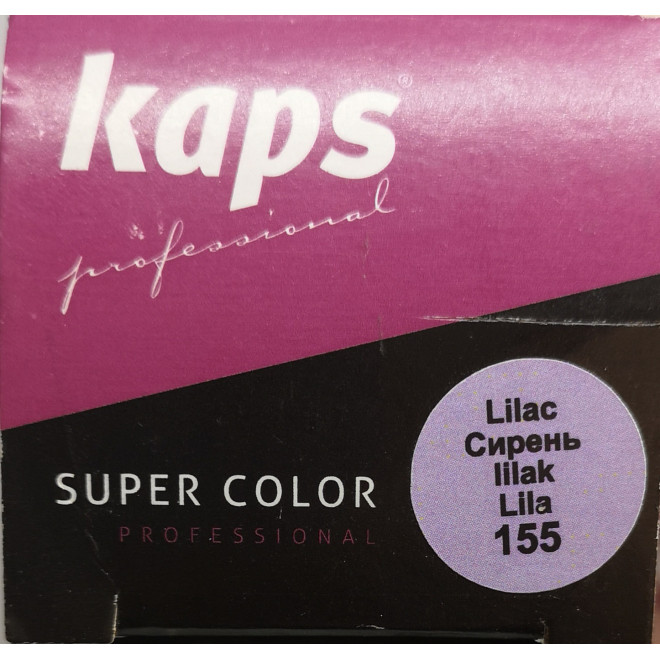 kaps®
professional
SUPER COLOR
PROFESSIONAL
Lilac
Сирень
lilak
Lila
155